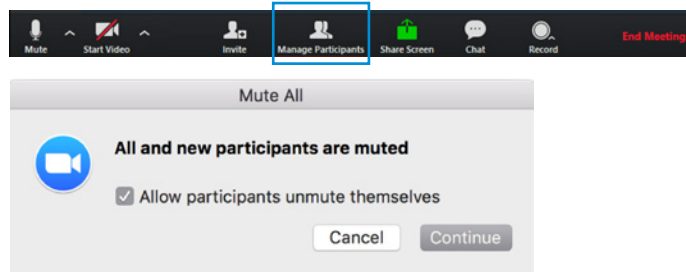 Mute Start Video Invite Manage Participants Share Screen Chat Record End Meeting
Mute All
All and new participants are muted
Allow participants unmute themselves
Cancel Continue